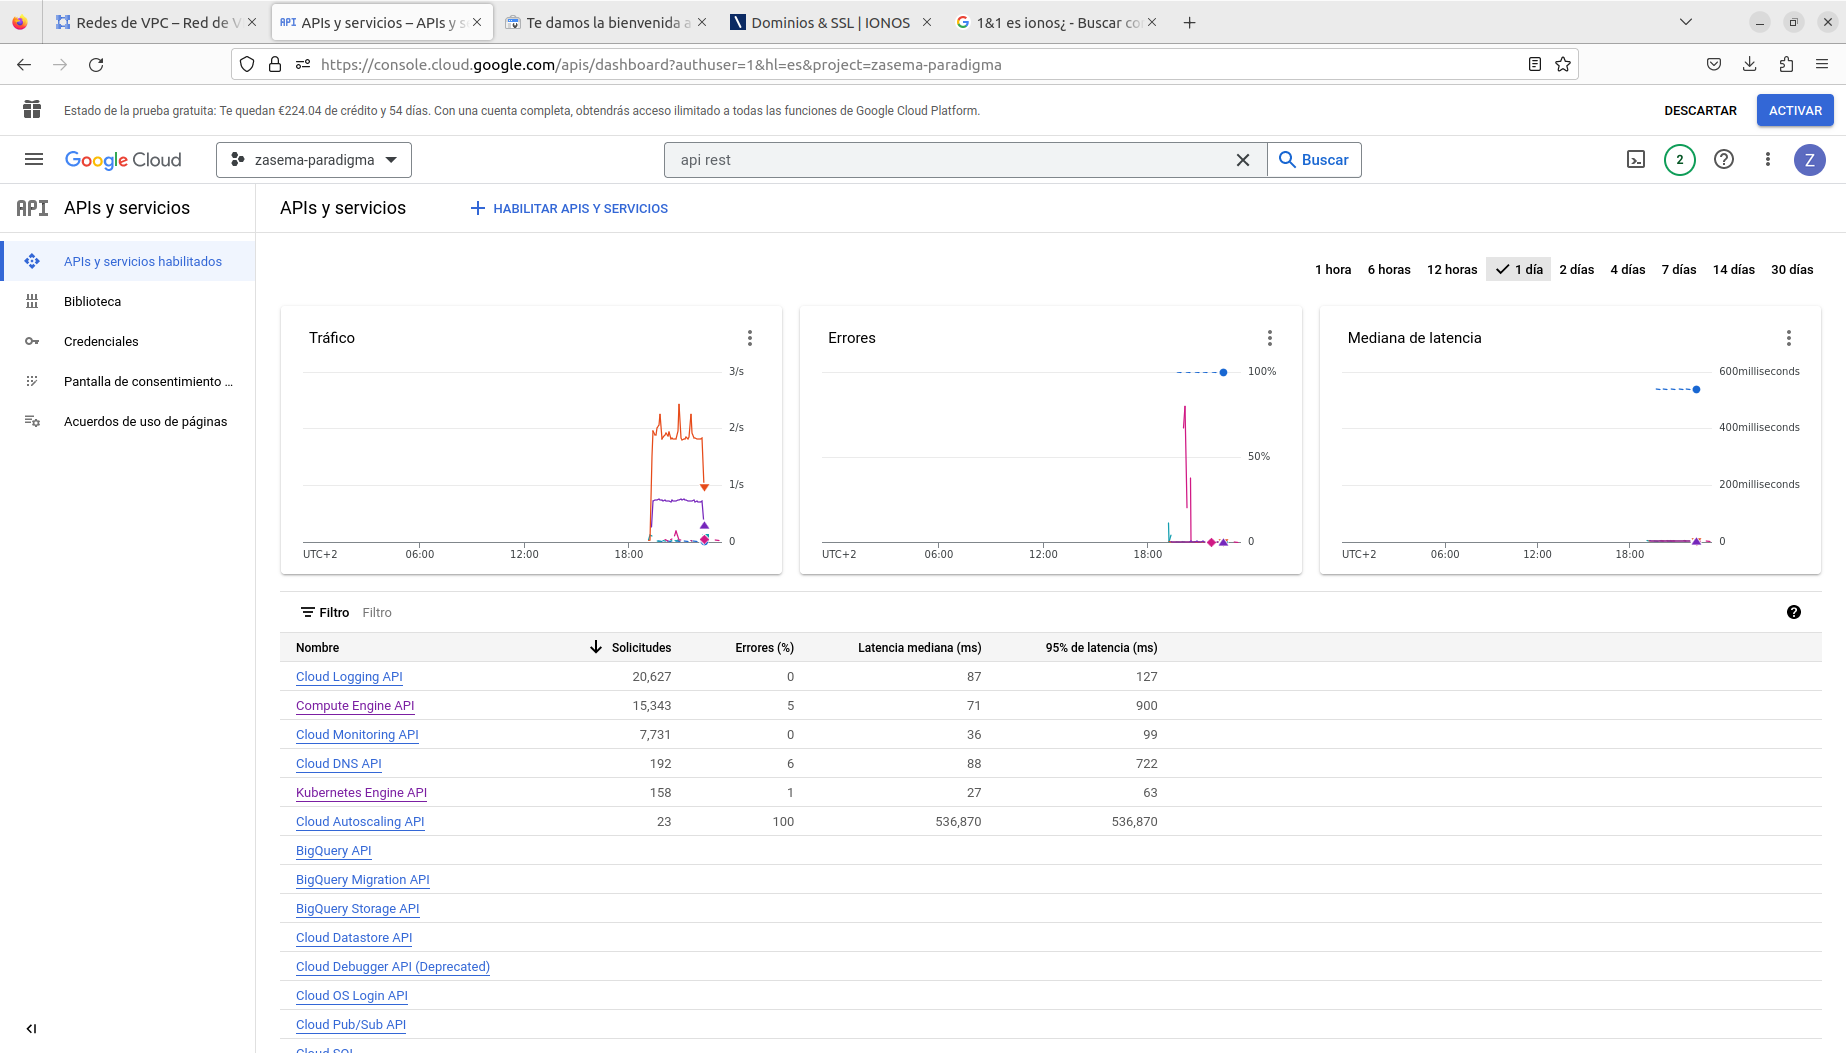 Redes de VPC – Red de V
APIs y servicios – APIs y s
Te damos la bienvenida a
Dominios & SSL | IONOS
1&1 es ionos¿ - Buscar co
https://console.cloud.google.com/apis/dashboard?authuser=1&hl=es&project=zasema-paradigma
Estado de la prueba gratuita: Te quedan €224.04 de crédito y 54 días. Con una cuenta completa, obtendrás acceso ilimitado a todas las funciones de Google Cloud Platform.
DESCARTAR
ACTIVAR
Google Cloud
zasema-paradigma
api rest
Buscar
2
Z
API APIs y servicios
APIs y servicios
HABILITAR APIS Y SERVICIOS
APIs y servicios habilitados
Biblioteca
Credenciales
Pantalla de consentimiento ...
Acuerdos de uso de páginas
1 hora 6 horas 12 horas 1 día 2 días 4 días 7 días 14 días 30 días
Tráfico
3/s
2/s
1/s
0
UTC+2 06:00 12:00 18:00
Errores
100%
50%
0
UTC+2 06:00 12:00 18:00
Mediana de latencia
600milliseconds
400milliseconds
200milliseconds
0
UTC+2 06:00 12:00 18:00
Filtro Filtro
Nombre Solicitudes Errores (%) Latencia mediana (ms) 95% de latencia (ms)
Cloud Logging API 20,627 0 87 127
Compute Engine API 15,343 5 71 900
Cloud Monitoring API 7,731 0 36 99
Cloud DNS API 192 6 88 722
Kubernetes Engine API 158 1 27 63
Cloud Autoscaling API 23 100 536,870 536,870
BigQuery API
BigQuery Migration API
BigQuery Storage API
Cloud Datastore API
Cloud Debugger API (Deprecated)
Cloud OS Login API
Cloud Pub/Sub API
Cloud SQL